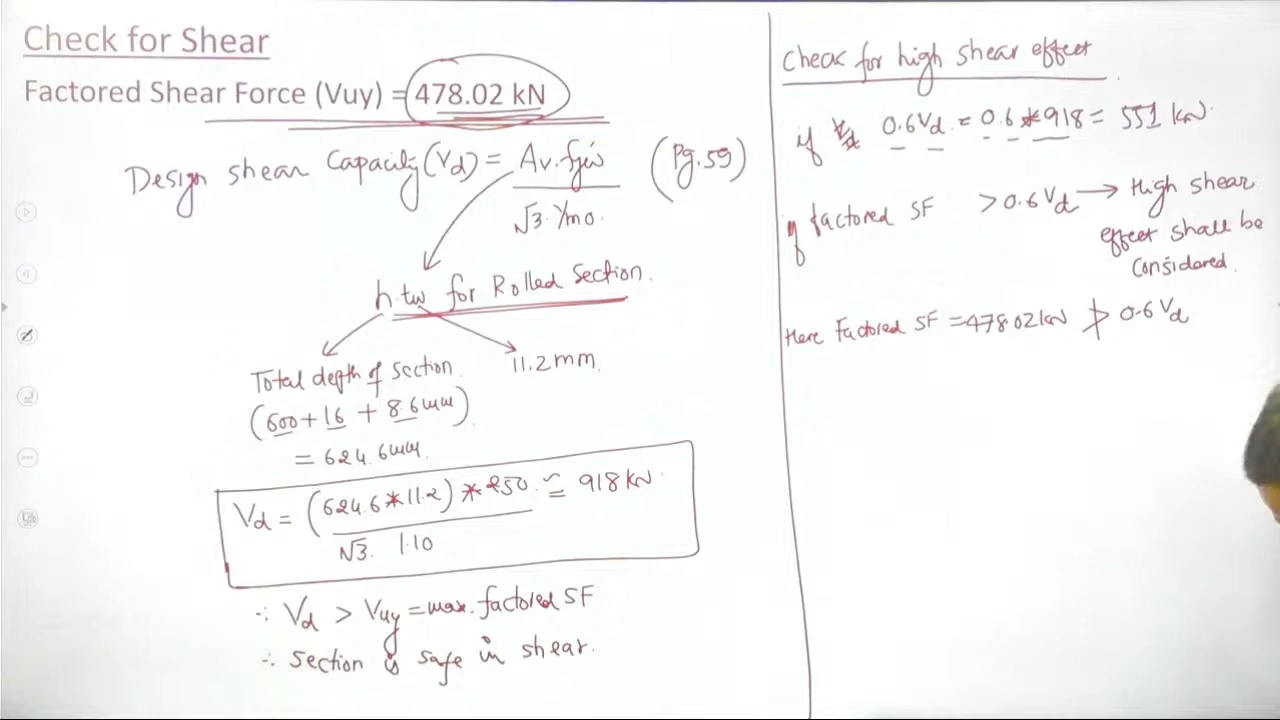 Check for Shear
Factored Shear Force (Vuy) = 478.02 kN
Design shear Capacity (Vd) = Av. fyw / √3. γmo. (Pg.59)
h.tw for Rolled Section.
Total depth of section
11.2mm.
(600+16 + 8.6mm)
= 624.6mm.
Vd = (624.6*11.2)*250 / √3. 1.10 ≃ 918 kN
∴ Vd > Vuy = max. factored SF
∴ section is safe in shear.
Check for high shear effect
if 0.6Vd = 0.6*918 = 551 kN
if factored SF > 0.6Vd → High shear
effect shall be
Considered.
Here Factored SF = 478.02kN ≯ 0.6Vd